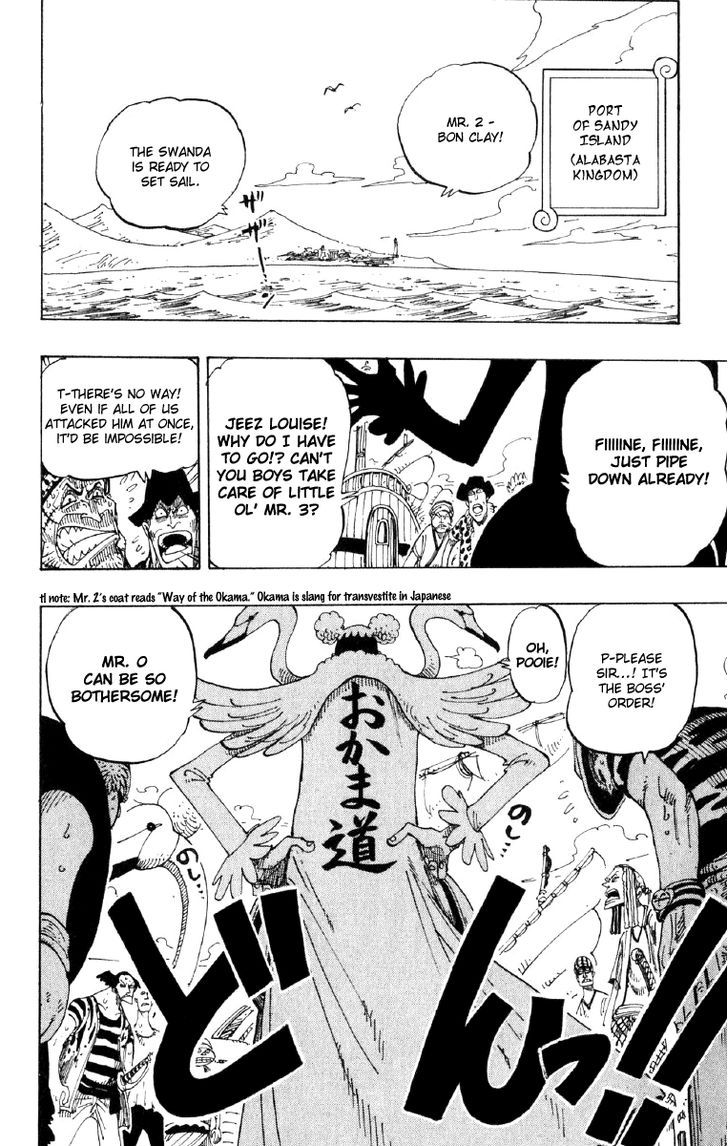 PORT
OF SANDY
ISLAND
(ALABASTA
KINGDOM)
MR. 2 -
BON CLAY!
THE SWANDA
IS READY TO
SET SAIL.
ザザ
FIIIIINE, FIIIIINE,
JUST PIPE
DOWN ALREADY!
JEEZ LOUISE!
WHY DO I HAVE
TO GO!? CAN'T
YOU BOYS TAKE
CARE OF LITTLE
OL' MR. 3?
T-THERE'S NO WAY!
EVEN IF ALL OF US
ATTACKED HIM AT ONCE,
IT'D BE IMPOSSIBLE!
tl note: Mr. 2's coat reads "Way of the Okama." Okama is slang for transvestite in Japanese
P-PLEASE
SIR...! IT'S
THE BOSS'
ORDER!
OH,
POOIE!
MR. 0
CAN BE SO
BOTHERSOME!
おかま道
のし...
のし...
どんっ!!